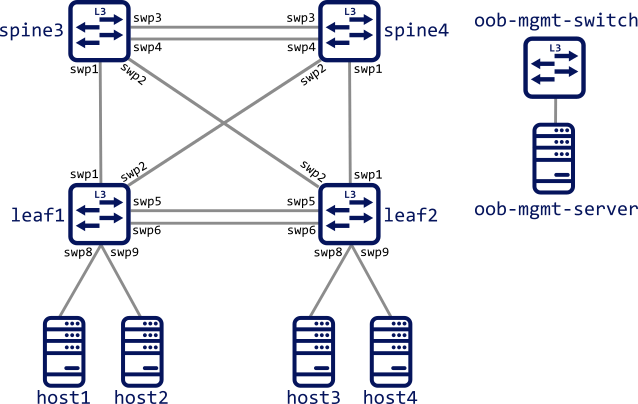 L3
L3
swp3
swp3
spine3
spine4
swp4
swp4
swp1
swp2
swp2
swp1
oob-mgmt-switch
L3
oob-mgmt-server
swp1
swp2
swp2
swp1
L3
L3
swp5
swp5
leaf1
leaf2
swp6
swp6
swp8
swp9
swp8
swp9
host1
host2
host3
host4